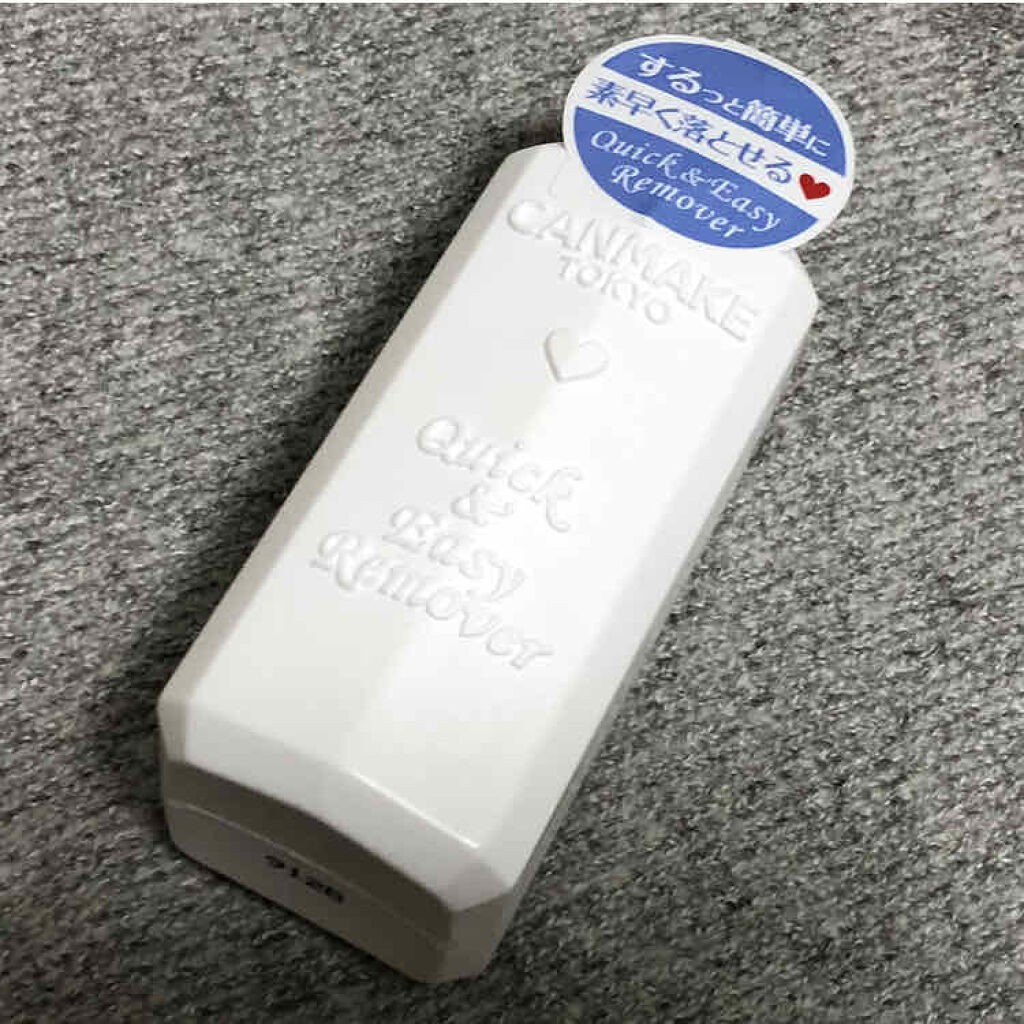 するっと簡単に
素早く落とせる♥
Quick & Easy
Remover
CANMAKE
TOKYO
Quick
&
Easy
Remover